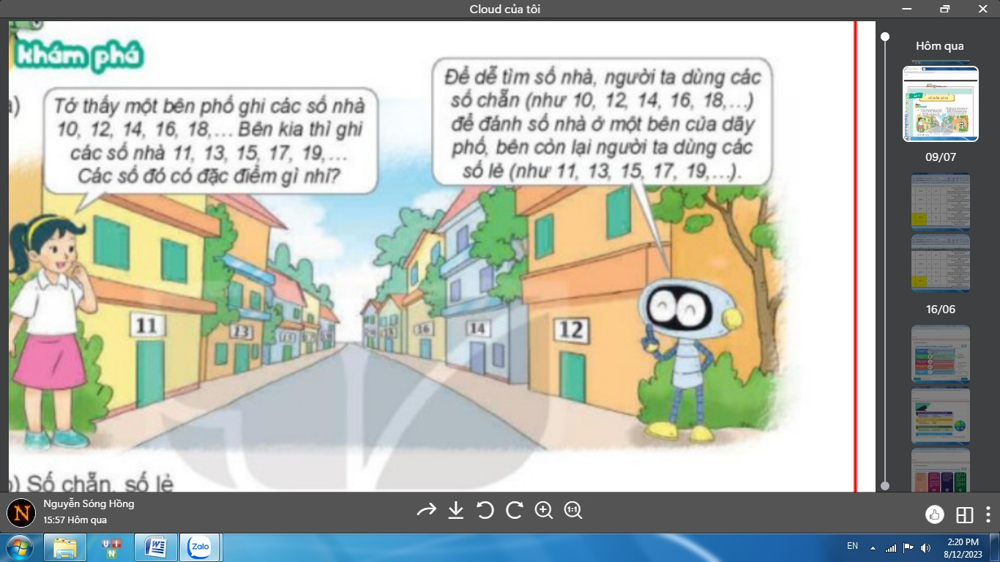 Cloud của tôi
khám phá
a)
Tớ thấy một bên phố ghi các số nhà
10, 12, 14, 16, 18,... Bên kia thì ghi
các số nhà 11, 13, 15, 17, 19,...
Các số đó có đặc điểm gì nhỉ?
Để dễ tìm số nhà, người ta dùng các
số chẵn (như 10, 12, 14, 16, 18,...)
để đánh số nhà ở một bên của dãy
phố, bên còn lại người ta dùng các
số lẻ (như 11, 13, 15, 17, 19,...).
11
13
15
16
14
12
b) Số chẵn, số lẻ
Hôm qua
09/07
16/06
N
Nguyễn Sóng Hồng
15:57 Hôm qua
1:1
UIN
W
Zalo
EN
2:20 PM
8/12/2023